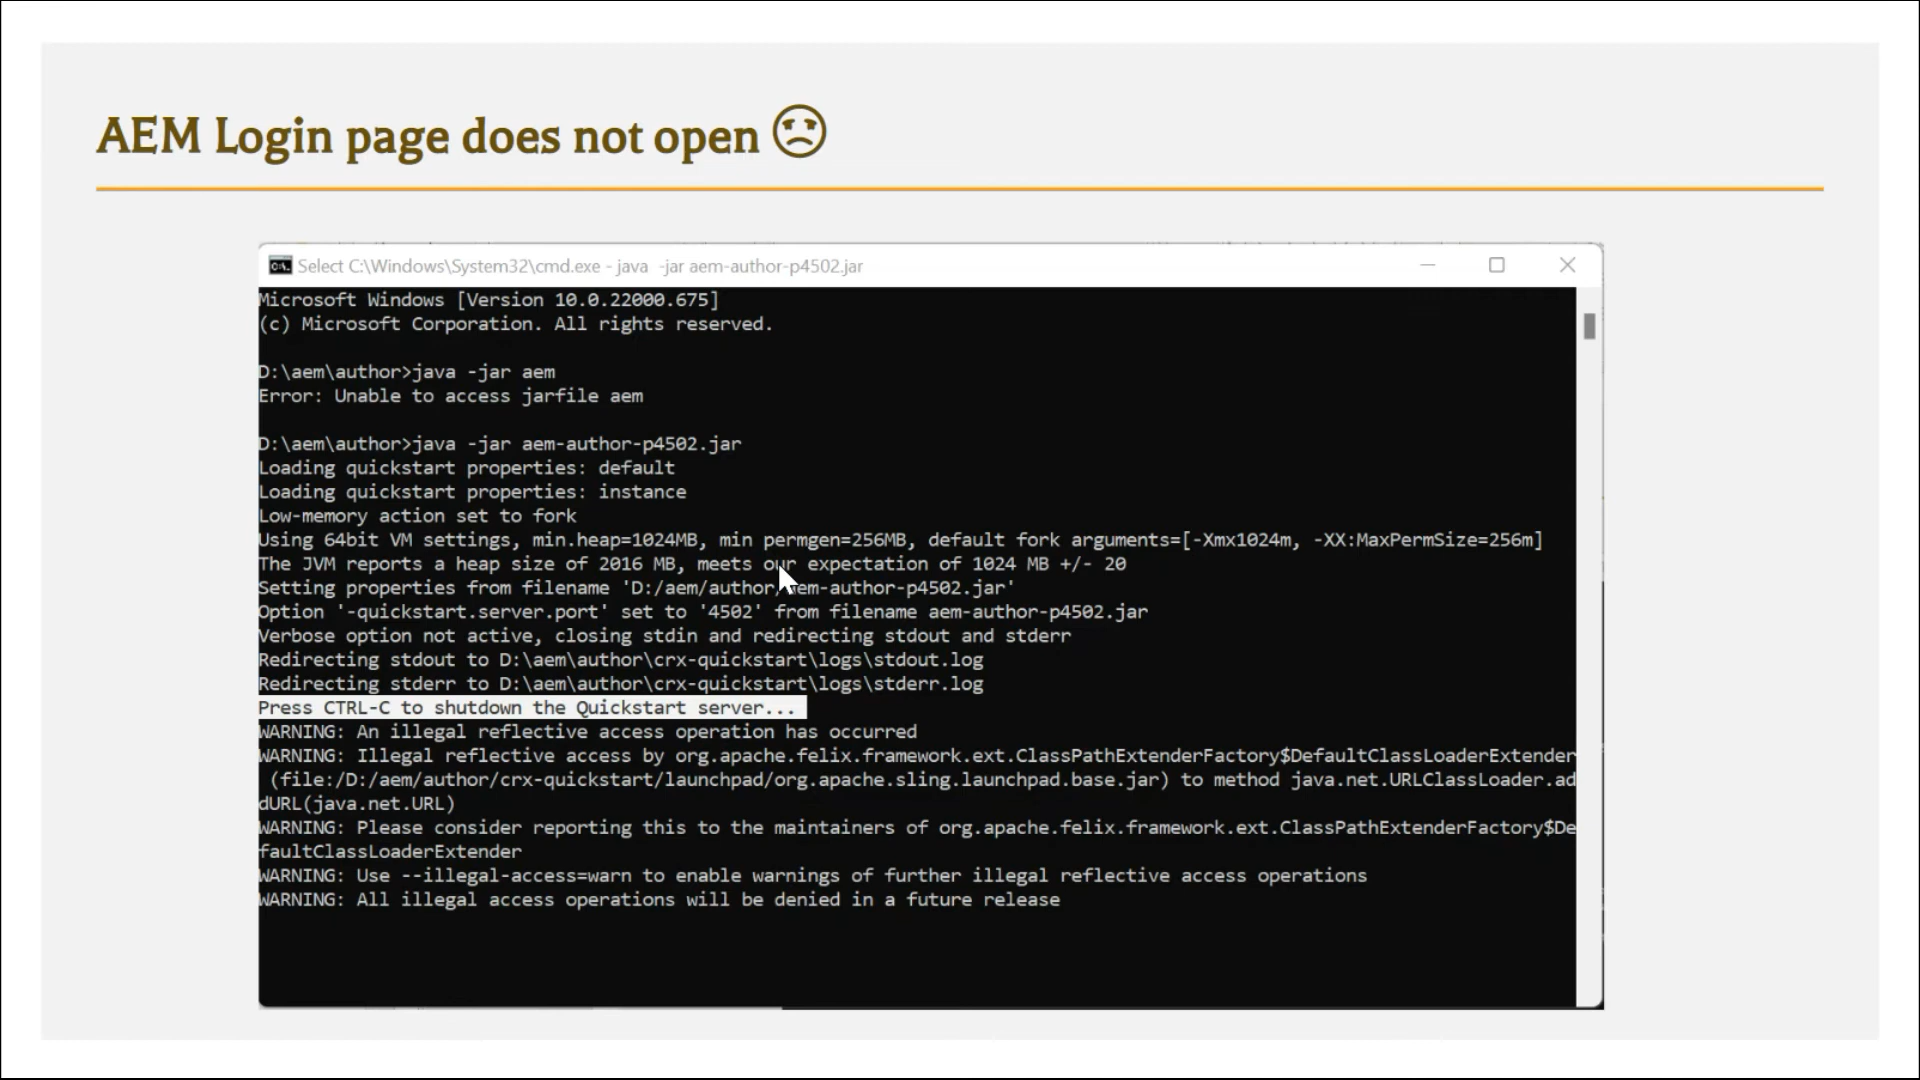 AEM Login page does not open
Select C:\Windows\System32\cmd.exe - java  -jar aem-author-p4502.jar
Microsoft Windows [Version 10.0.22000.675]
(c) Microsoft Corporation. All rights reserved.
D:\aem\author>java -jar aem
Error: Unable to access jarfile aem
D:\aem\author>java -jar aem-author-p4502.jar
Loading quickstart properties: default
Loading quickstart properties: instance
Low-memory action set to fork
Using 64bit VM settings, min.heap=1024MB, min permgen=256MB, default fork arguments=[-Xmx1024m, -XX:MaxPermSize=256m]
The JVM reports a heap size of 2016 MB, meets our expectation of 1024 MB +/- 20
Setting properties from filename 'D:/aem/author/aem-author-p4502.jar'
Option '-quickstart.server.port' set to '4502' from filename aem-author-p4502.jar
Verbose option not active, closing stdin and redirecting stdout and stderr
Redirecting stdout to D:\aem\author\crx-quickstart\logs\stdout.log
Redirecting stderr to D:\aem\author\crx-quickstart\logs\stderr.log
Press CTRL-C to shutdown the Quickstart server...
WARNING: An illegal reflective access operation has occurred
WARNING: Illegal reflective access by org.apache.felix.framework.ext.ClassPathExtenderFactory$DefaultClassLoaderExtender
(file:/D:/aem/author/crx-quickstart/launchpad/org.apache.sling.launchpad.base.jar) to method java.net.URLClassLoader.ad
dURL(java.net.URL)
WARNING: Please consider reporting this to the maintainers of org.apache.felix.framework.ext.ClassPathExtenderFactory$De
faultClassLoaderExtender
WARNING: Use --illegal-access=warn to enable warnings of further illegal reflective access operations
WARNING: All illegal access operations will be denied in a future release